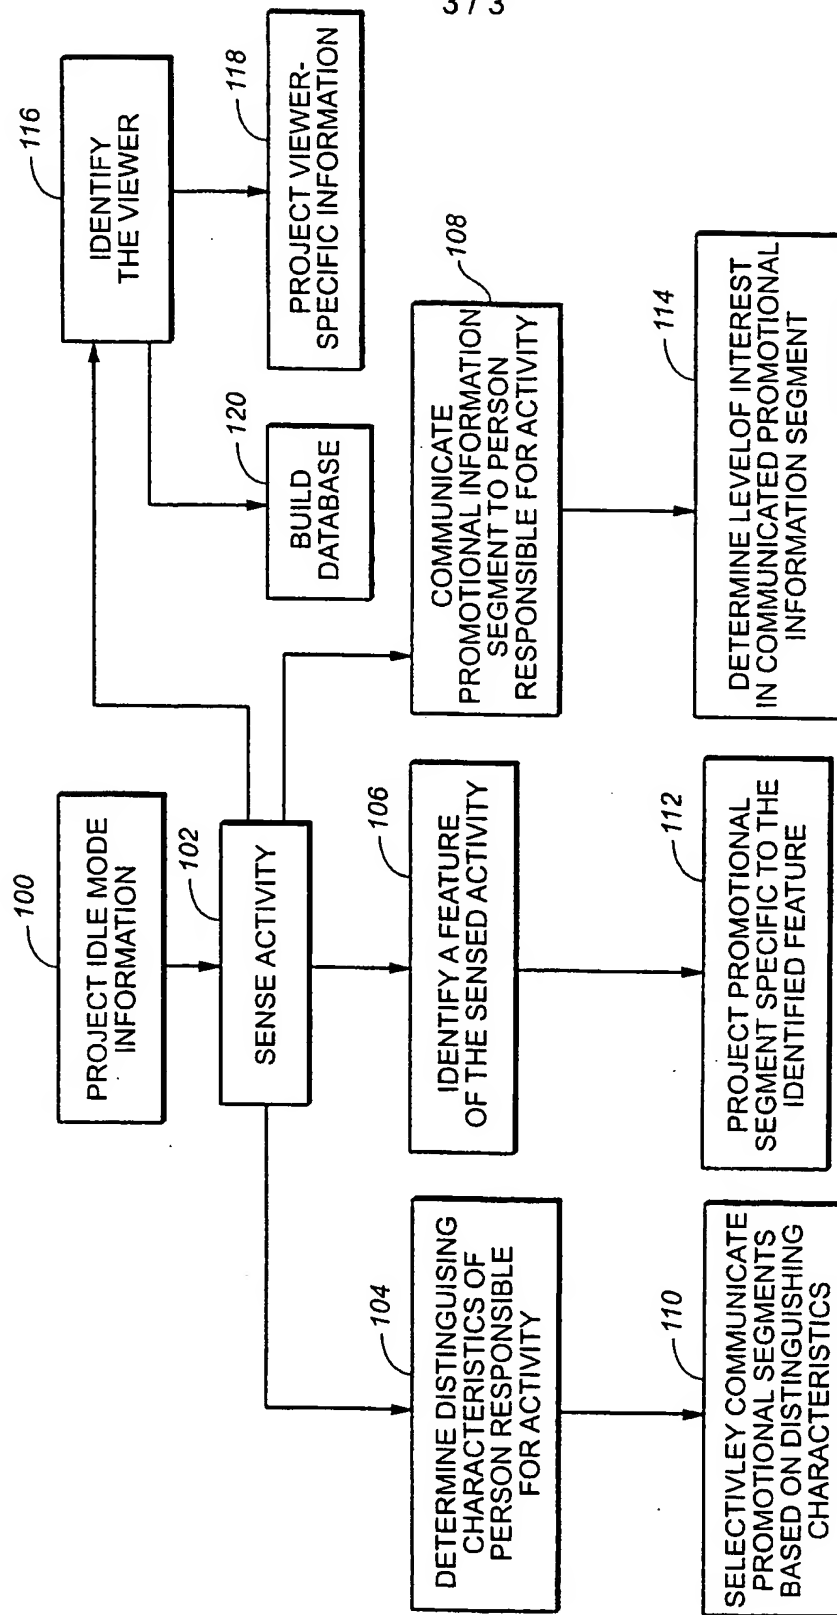 3 / 3
100
PROJECT IDLE MODE
INFORMATION
102
SENSE ACTIVITY
116
IDENTIFY
THE VIEWER
118
PROJECT VIEWER-
SPECIFIC INFORMATION
120
BUILD
DATABASE
104
DETERMINE DISTINGUISING
CHARACTERISTICS OF
PERSON RESPONSIBLE
FOR ACTIVITY
106
IDENTIFY A FEATURE
OF THE SENSED ACTIVITY
108
COMMUNICATE
PROMOTIONAL INFORMATION
SEGMENT TO PERSON
RESPONSIBLE FOR ACTIVITY
110
SELECTIVLEY COMMUNICATE
PROMOTIONAL SEGMENTS
BASED ON DISTINGUISHING
CHARACTERISTICS
112
PROJECT PROMOTIONAL
SEGMENT SPECIFIC TO THE
IDENTIFIED FEATURE
114
DETERMINE LEVELOF INTEREST
IN COMMUNICATED PROMOTIONAL
INFORMATION SEGMENT